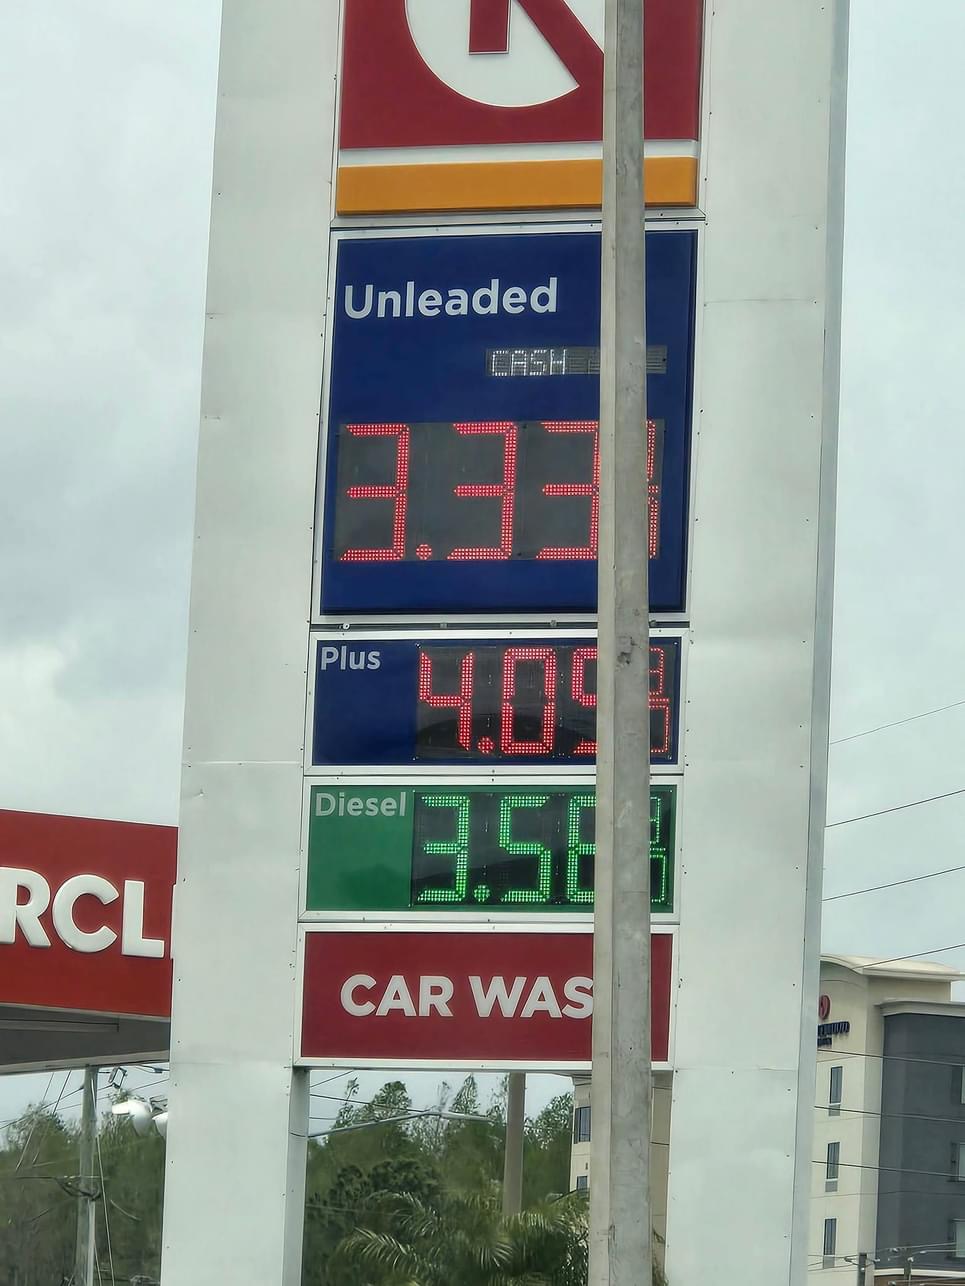 Unleaded
CASH
3.33
Plus
4.09
Diesel
3.56
RCL
CAR WAS